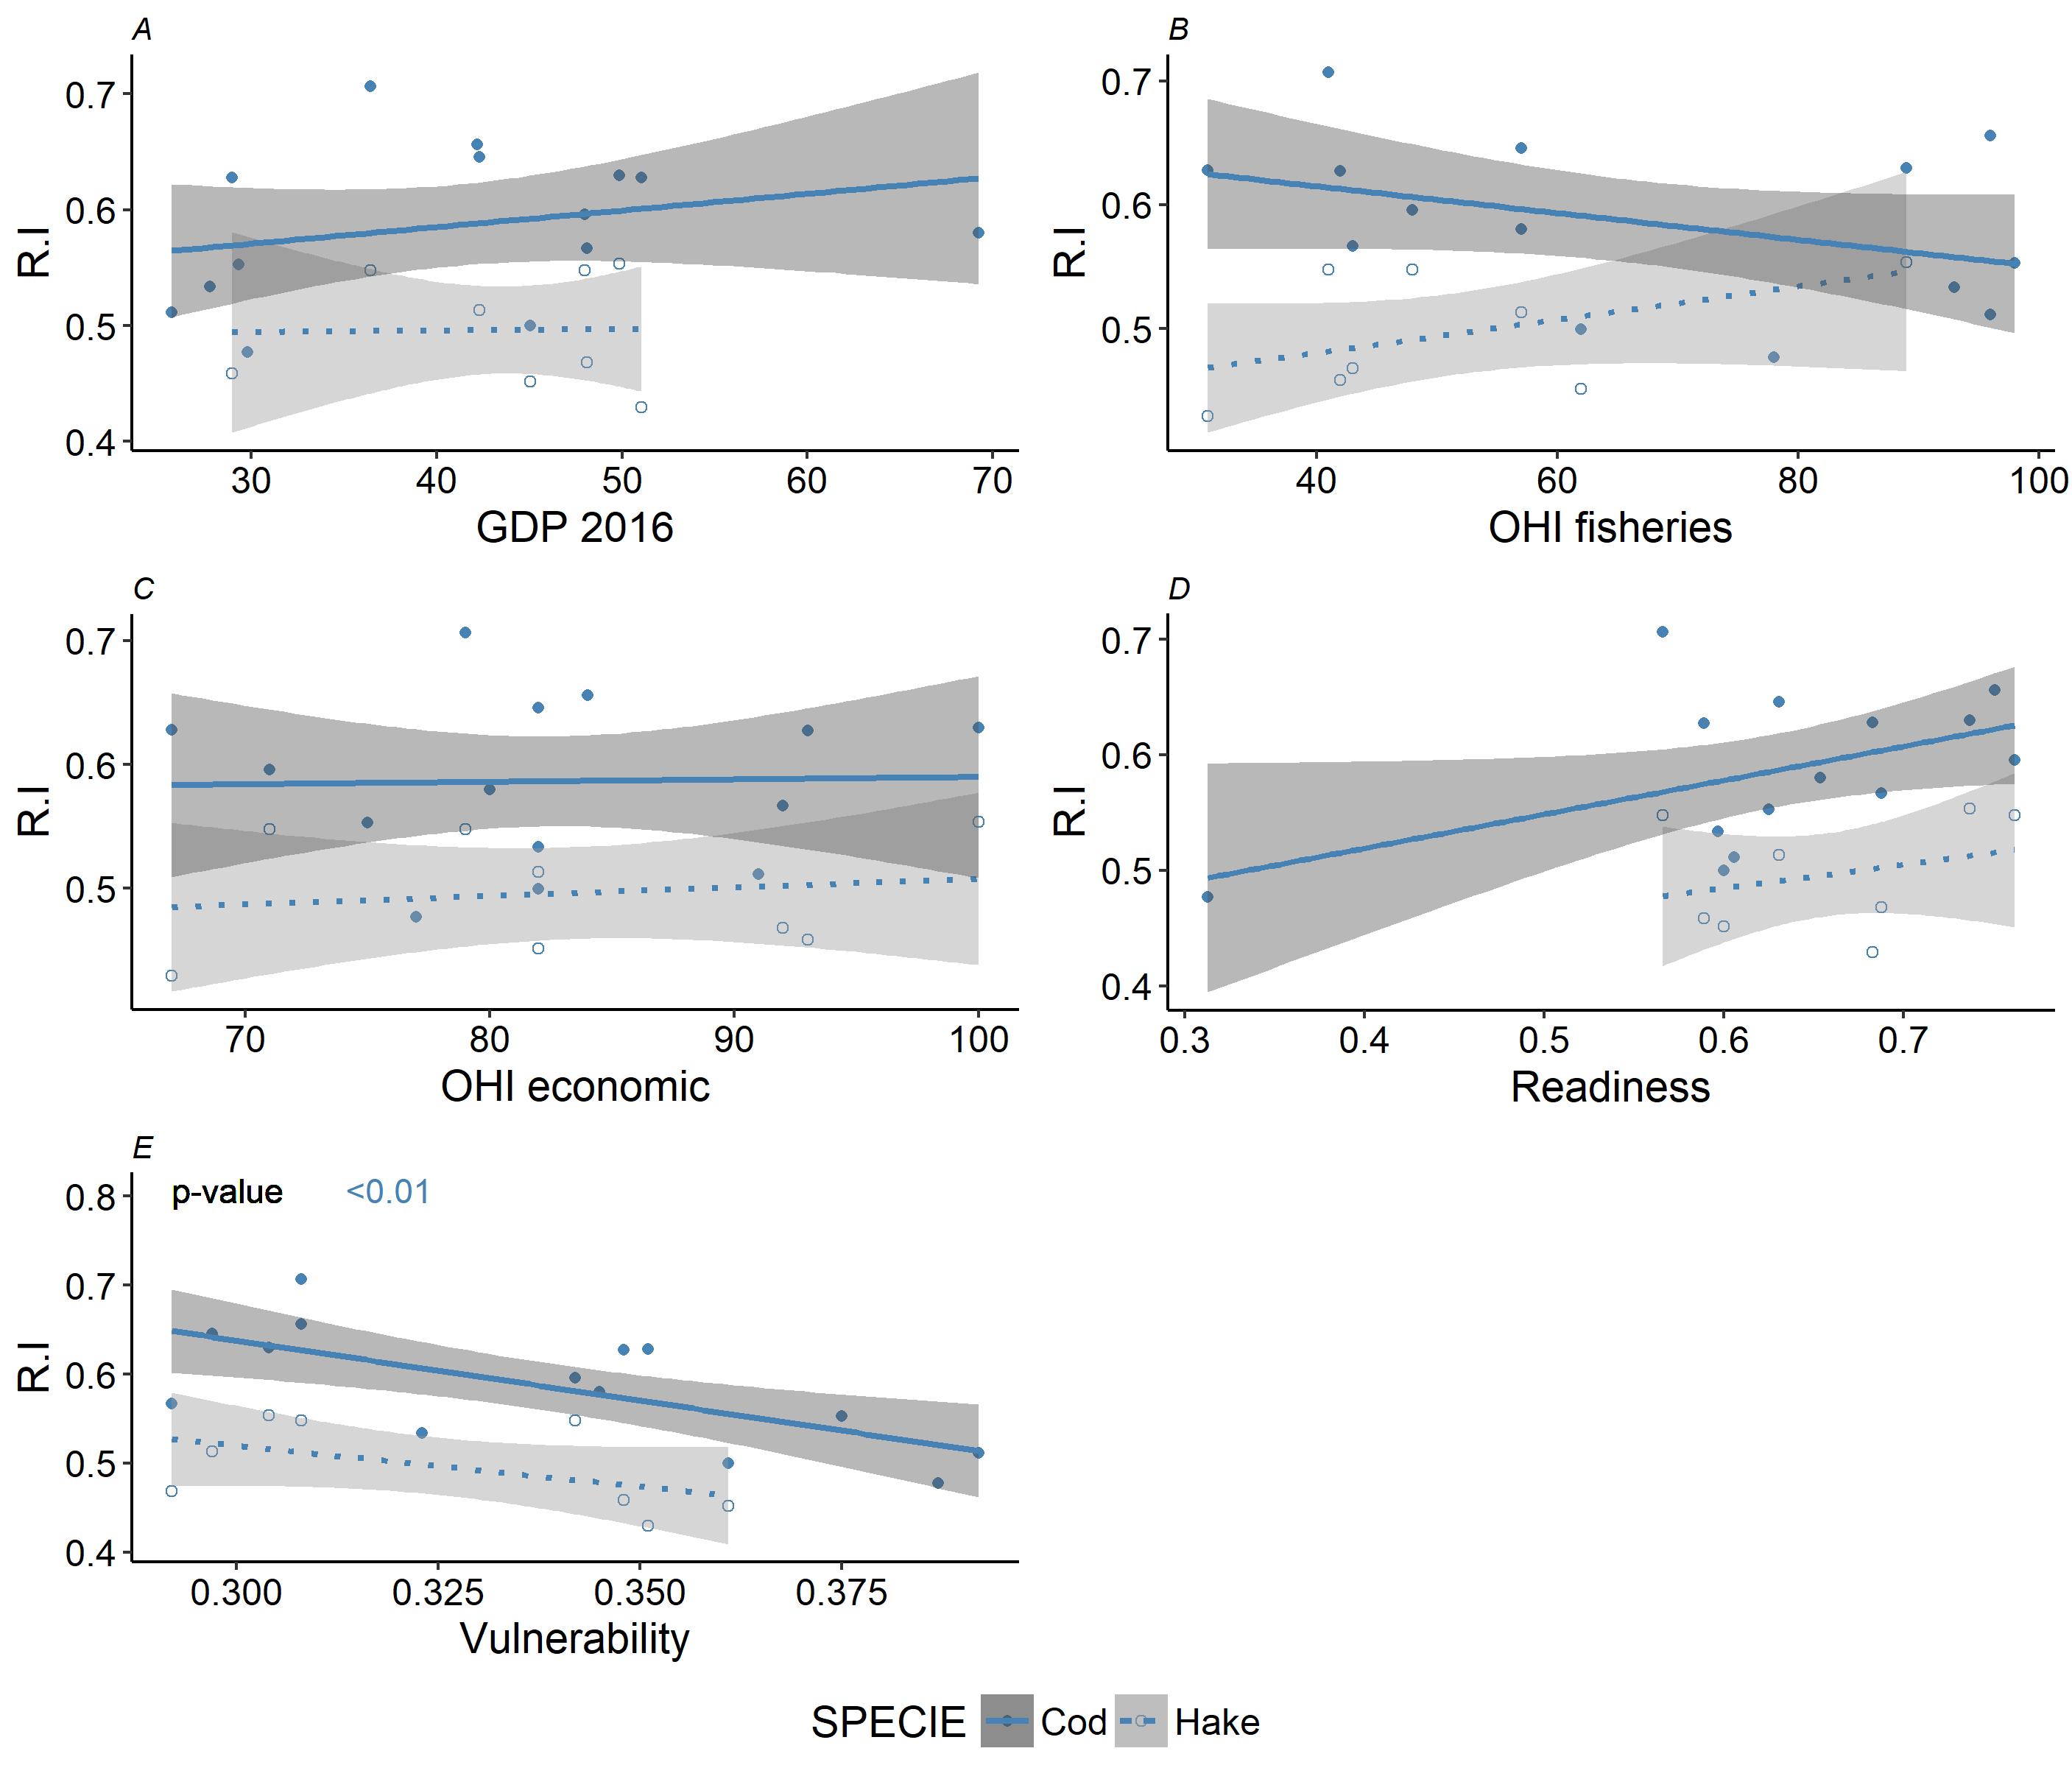 A
0.7
0.6
0.5
0.4
R.I
30 40 50 60 70
GDP 2016
B
0.7
0.6
0.5
R.I
40 60 80 100
OHI fisheries
C
0.7
0.6
0.5
R.I
70 80 90 100
OHI economic
D
0.7
0.6
0.5
0.4
R.I
0.3 0.4 0.5 0.6 0.7
Readiness
E
p-value <0.01
0.8
0.7
0.6
0.5
0.4
R.I
0.300 0.325 0.350 0.375
Vulnerability
SPECIE Cod Hake